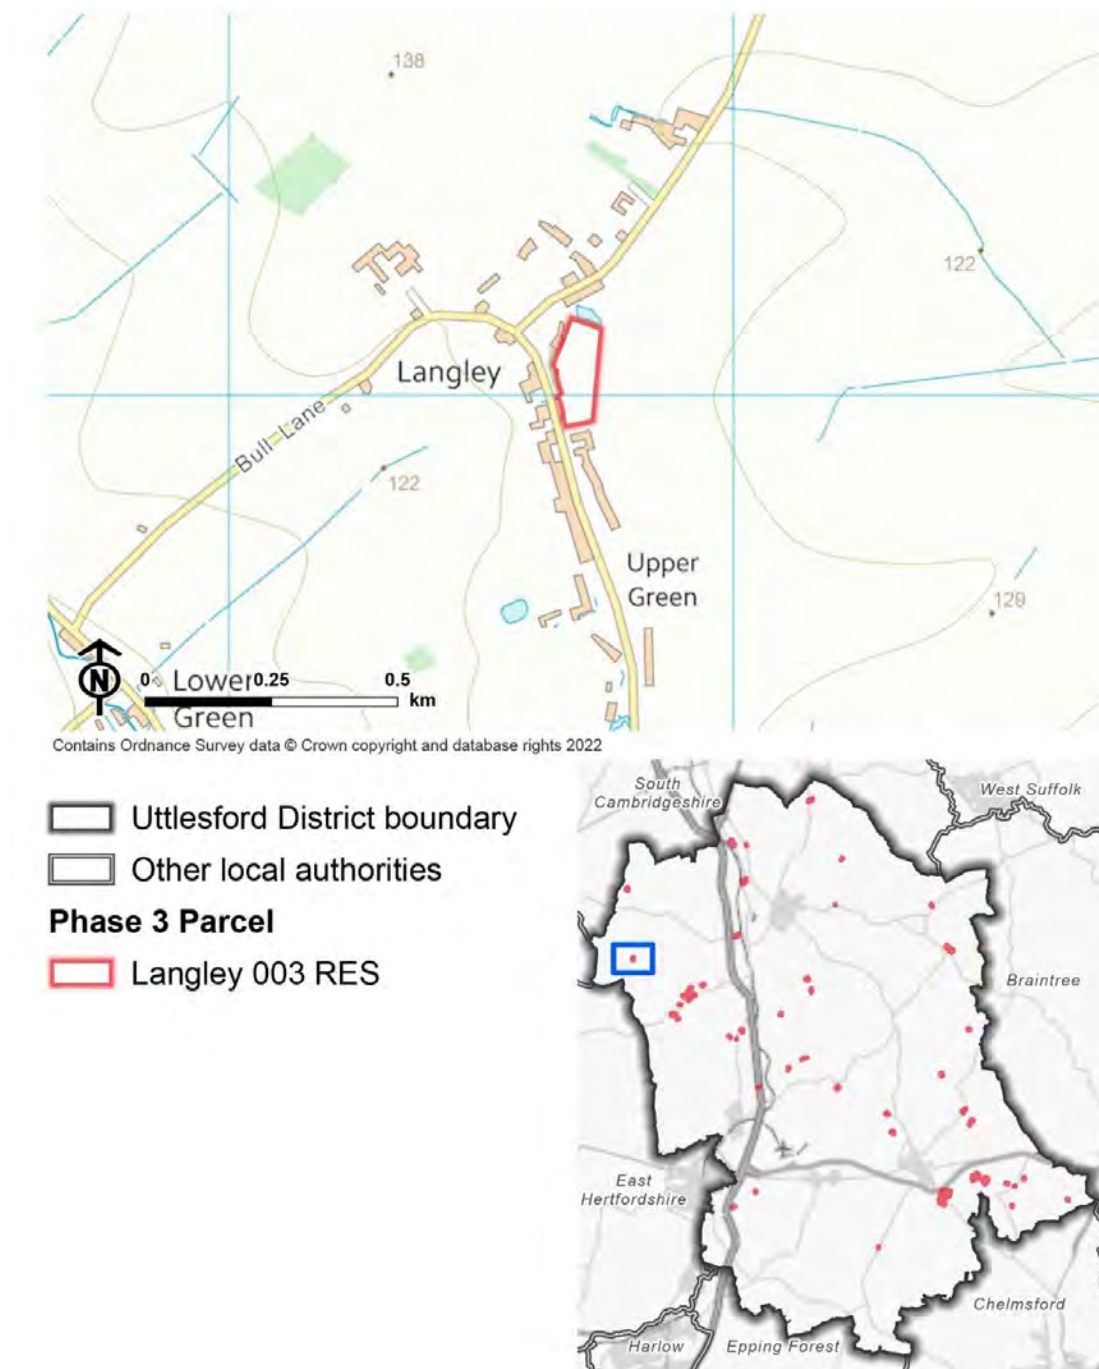 138
122
Langley
Bull Lane
122
Upper
Green
129
N
0 0.25 0.5
km
Lower
Green
Contains Ordnance Survey data © Crown copyright and database rights 2022
Uttlesford District boundary
Other local authorities
Phase 3 Parcel
Langley 003 RES
South
Cambridgeshire
West Suffolk
Braintree
East
Hertfordshire
Chelmsford
Harlow
Epping Forest